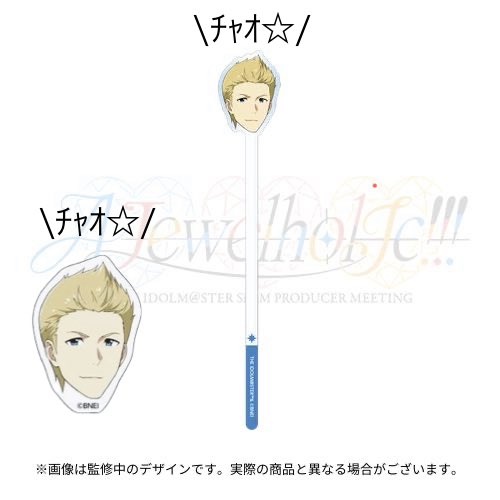 \ﾁｬｵ☆/
\ﾁｬｵ☆/
A Jewelholic!!!
IDOLM@STER SideM PRODUCER MEETING
©BNEI
THE IDOLM@STER™& ©BNEI
※画像は監修中のデザインです。実際の商品と異なる場合がございます。